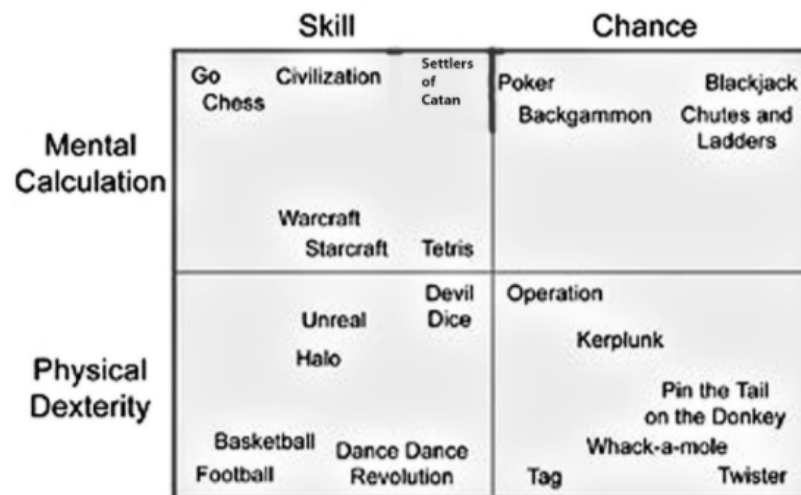 Skill
Chance
Mental
Calculation
Go
Chess
Civilization
Settlers
of
Catan
Warcraft
Starcraft
Tetris
Poker
Backgammon
Blackjack
Chutes and
Ladders
Physical
Dexterity
Devil
Dice
Unreal
Halo
Basketball
Football
Dance Dance
Revolution
Operation
Kerplunk
Pin the Tail
on the Donkey
Whack-a-mole
Tag
Twister